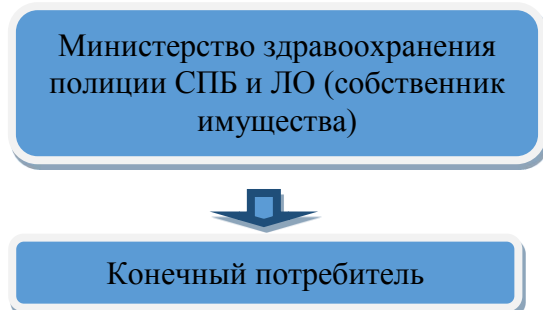 Министерство здравоохранения
полиции СПБ и ЛО (собственник
имущества)
Конечный потребитель